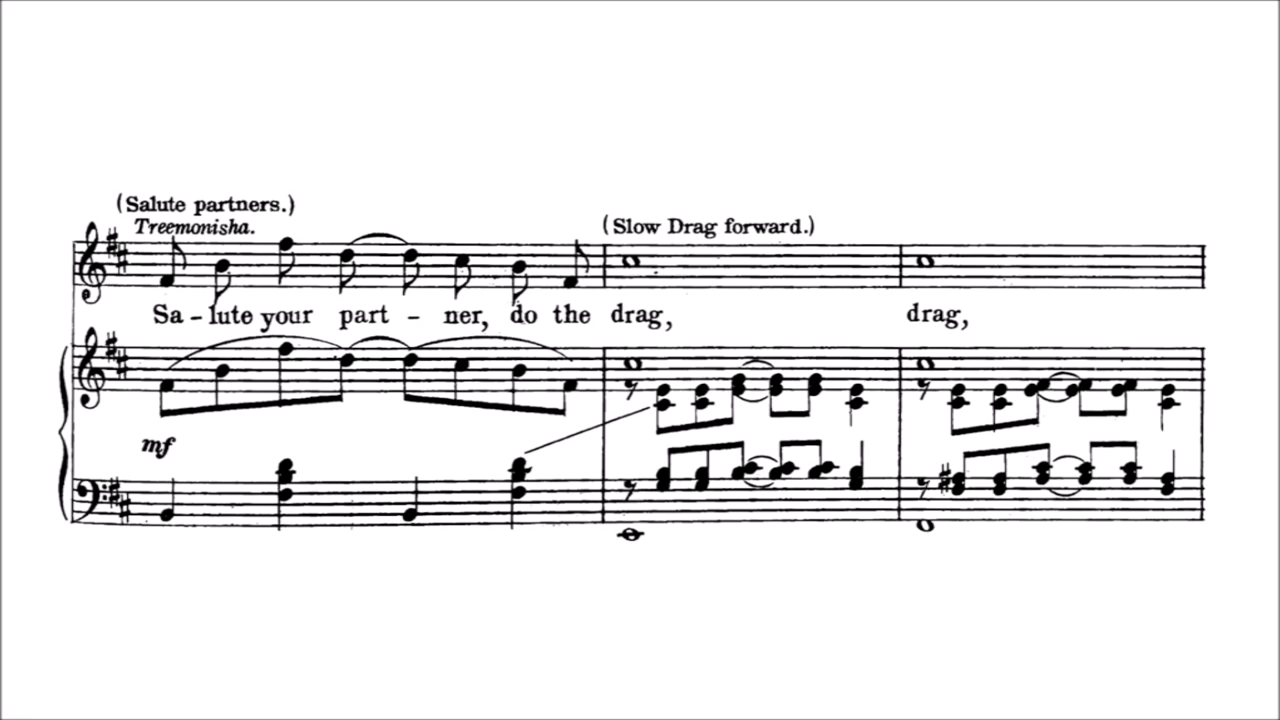 (Salute partners.)
Treemonisha.
(Slow Drag forward.)
Sa - lute your part - ner, do the drag, drag,
mf